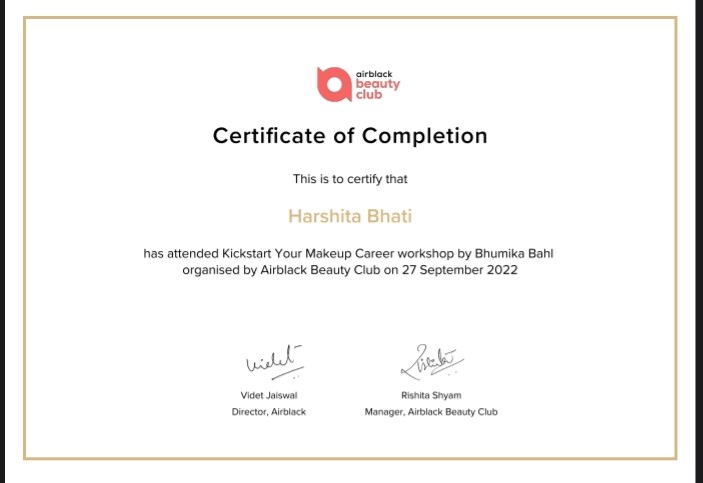 airblack
beauty
club
Certificate of Completion
This is to certify that
Harshita Bhati
has attended Kickstart Your Makeup Career workshop by Bhumika Bahl
organised by Airblack Beauty Club on 27 September 2022
Videt
Rishita
Videt Jaiswal
Rishita Shyam
Director, Airblack
Manager, Airblack Beauty Club